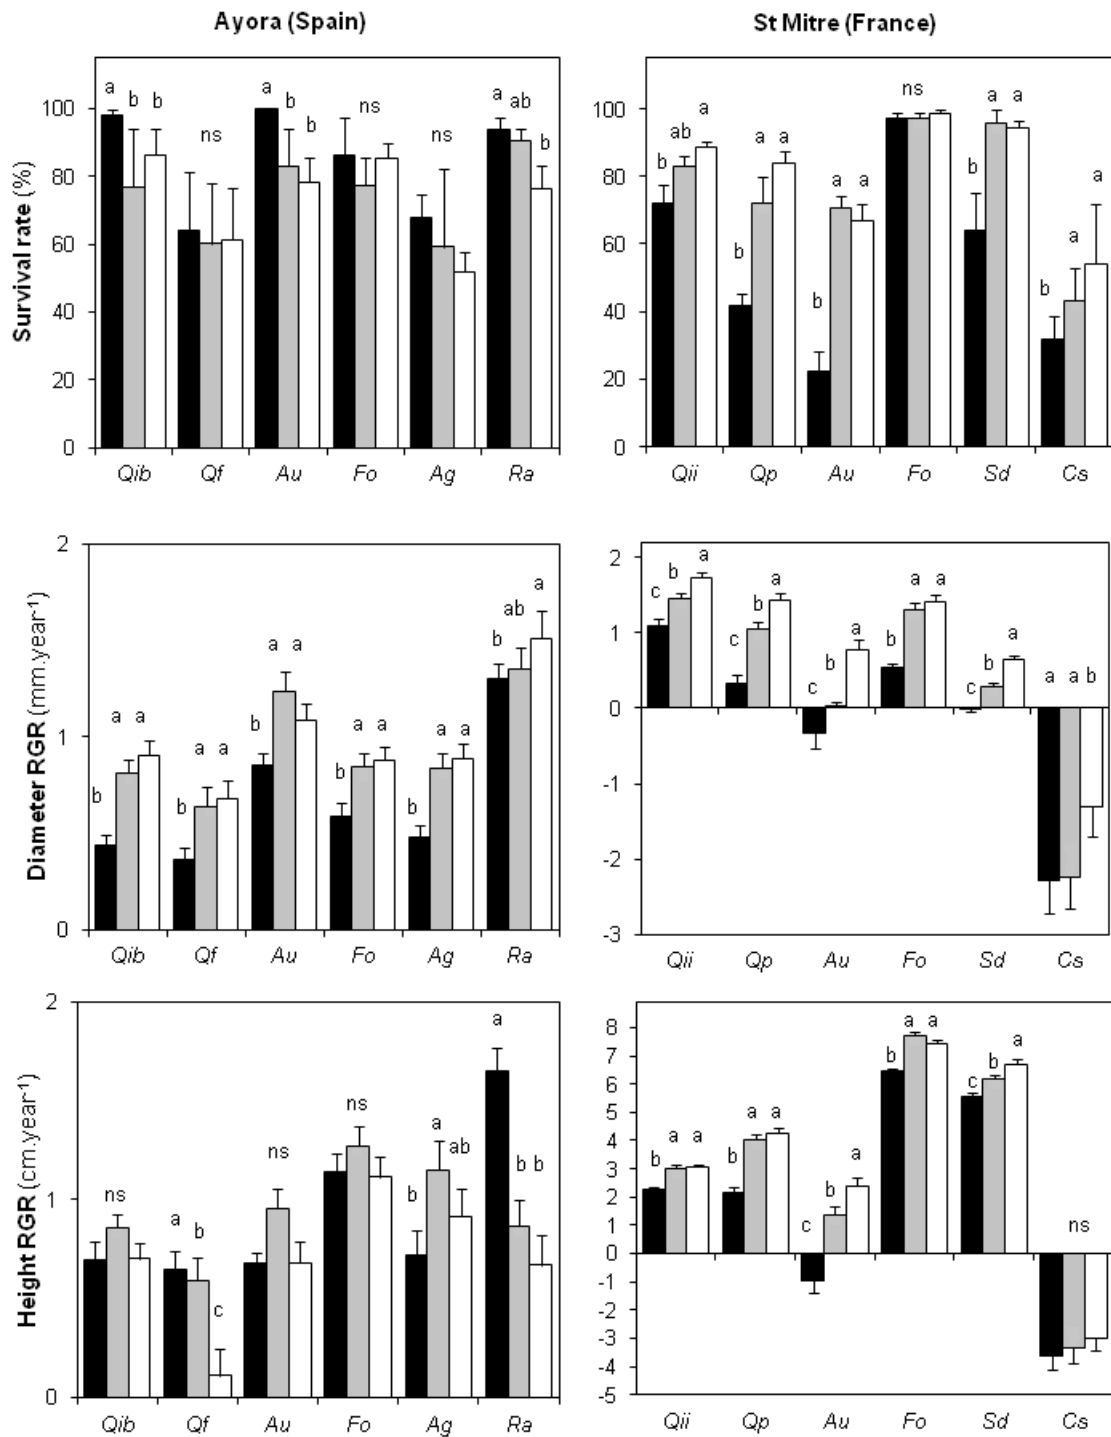 Ayora (Spain)
St Mitre (France)
Survival rate (%)
100
80
60
40
20
0
a b b
ns
a b b
ns
ns
a ab b
Qib Qf Au Fo Ag Ra
100
80
60
40
20
0
b ab a
b a a
b a a
ns
b a a
b a a
Qii Qp Au Fo Sd Cs
Diameter RGR (mm.year-1)
2
1
0
b a a
b a a
b a a
b a a
b a a
b ab a
Qib Qf Au Fo Ag Ra
2
1
0
-1
-2
-3
c b a
c b a
c b a
b a a
c b a
a a b
Qii Qp Au Fo Sd Cs
Height RGR (cm.year-1)
2
1
0
ns
a b c
ns
ns
b a ab
a b b
Qib Qf Au Fo Ag Ra
8
7
6
5
4
3
2
1
0
-1
-2
-3
-4
-5
b a a
b a a
c b a
b a a
c b a
ns
Qii Qp Au Fo Sd Cs